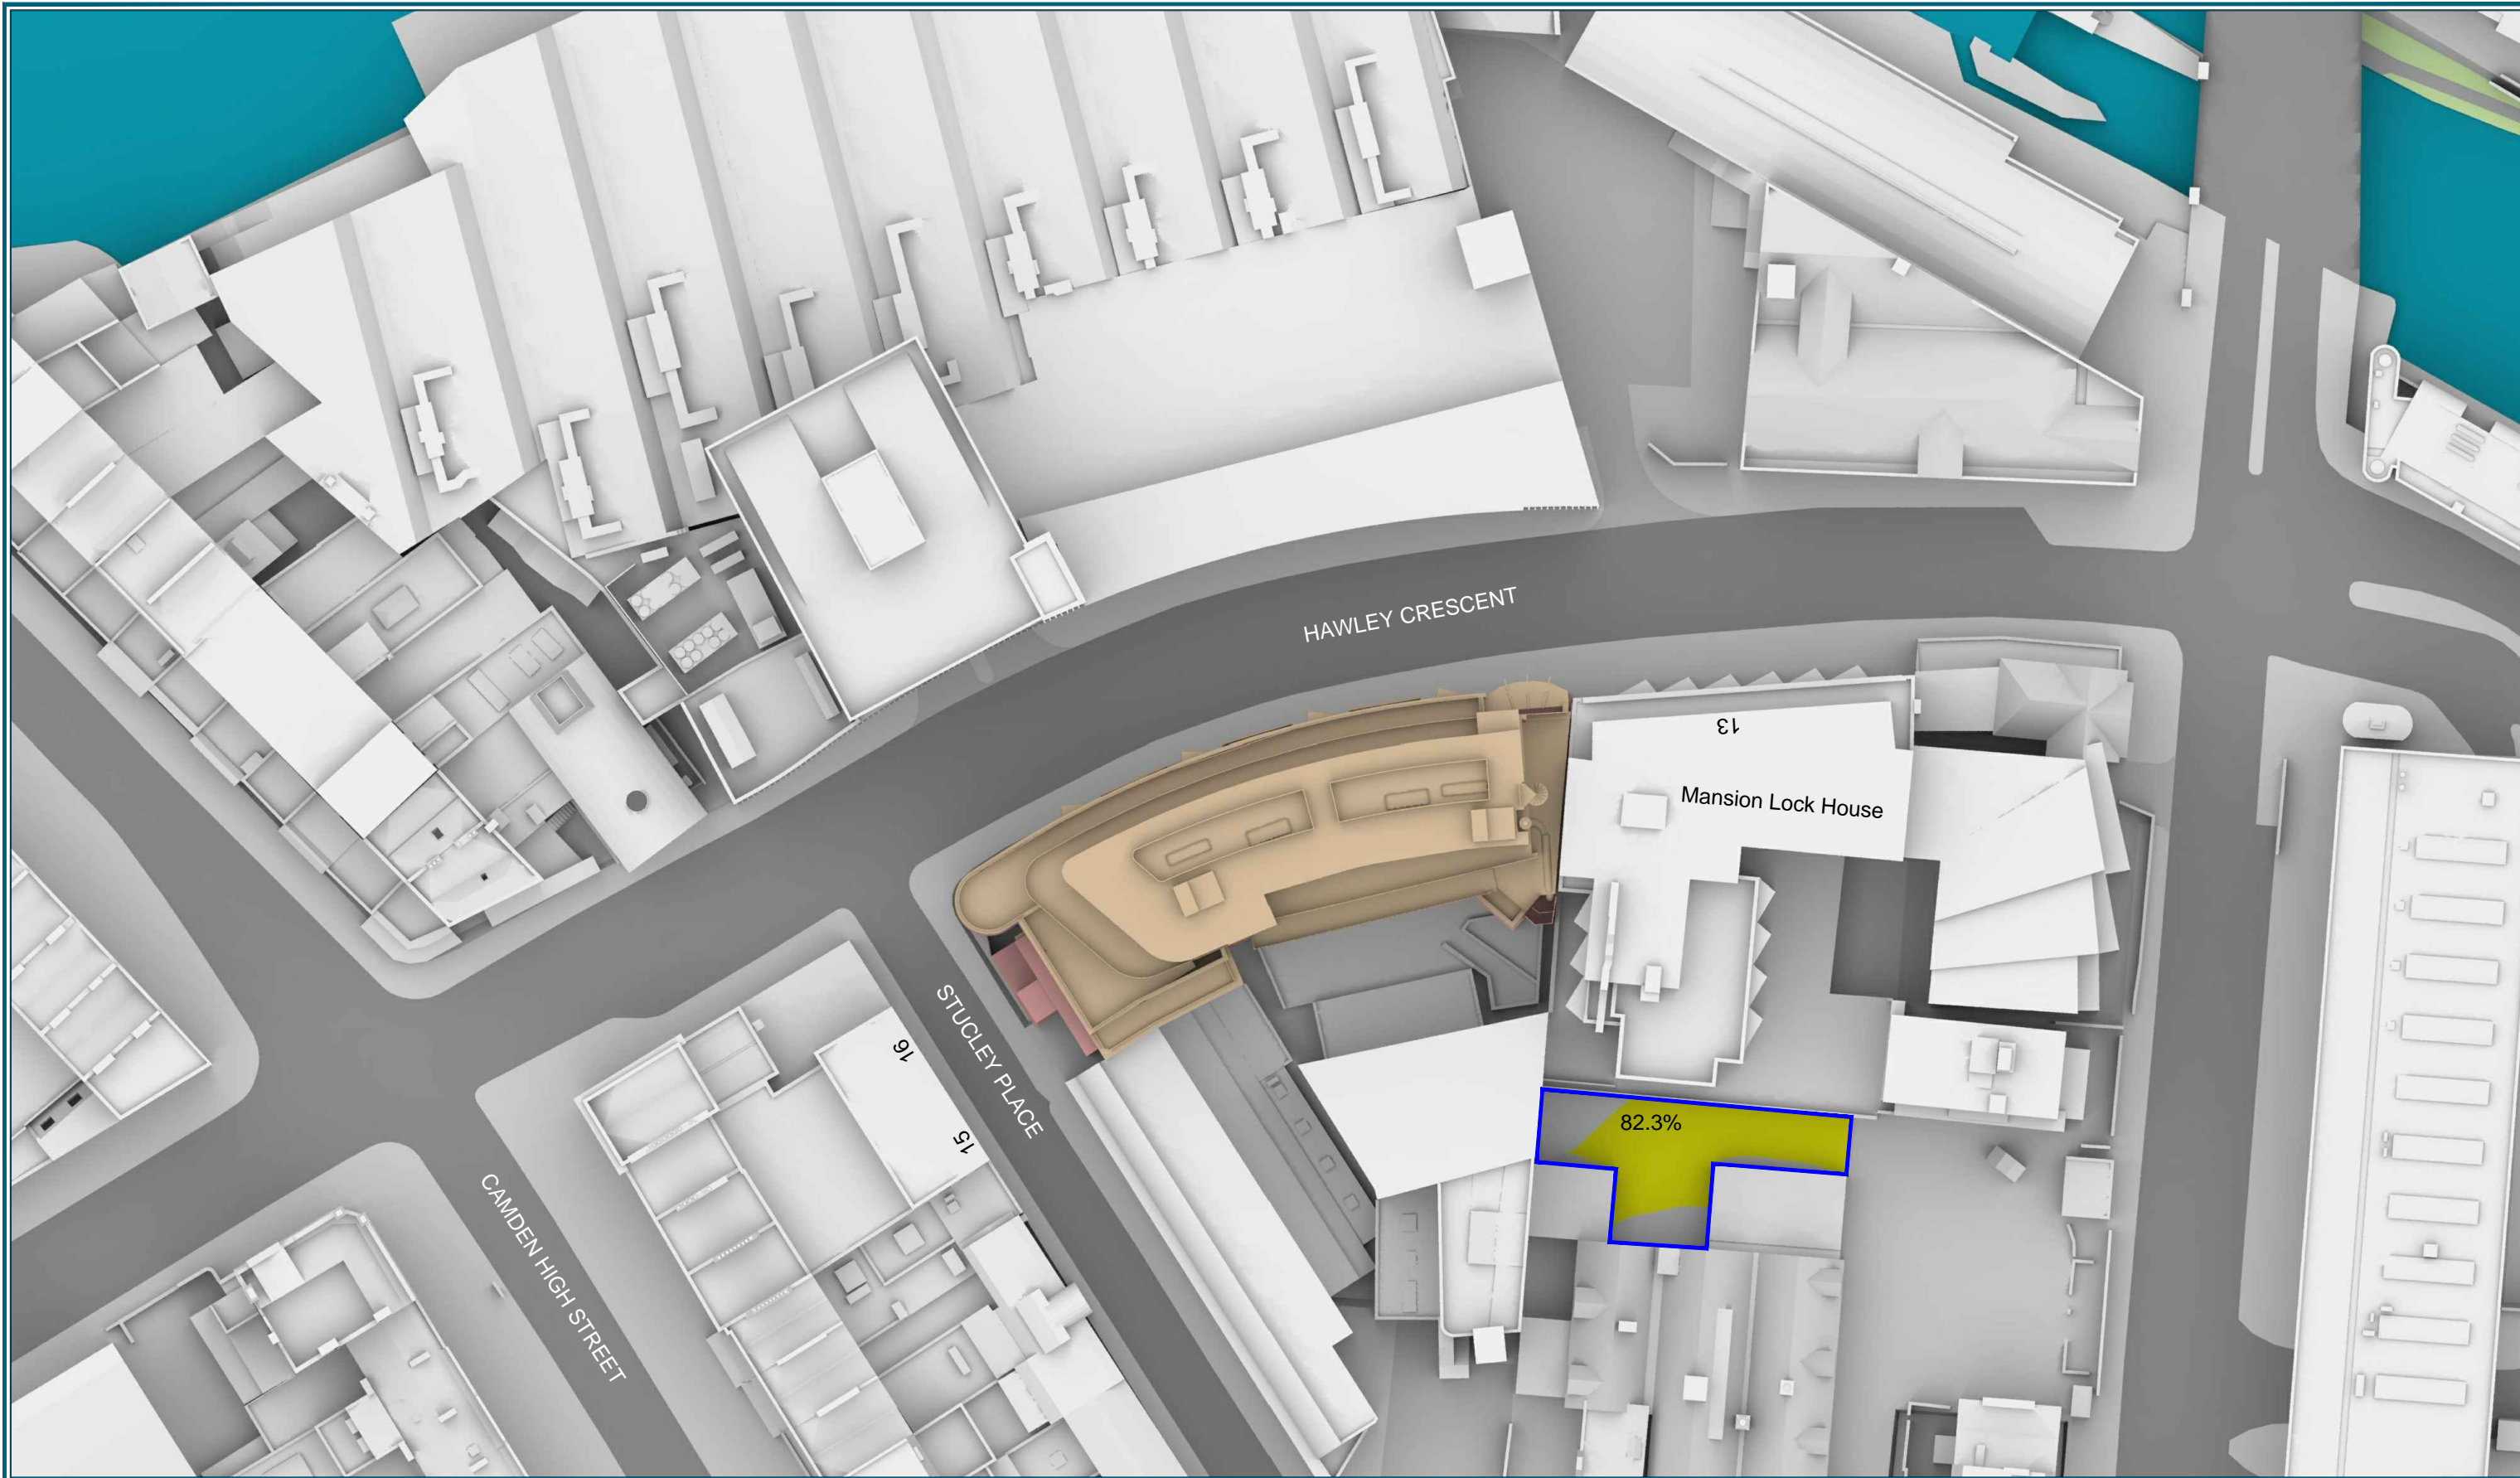 HAWLEY CRESCENT
13
Mansion Lock House
STUCLEY PLACE
16
15
82.3%
CAMDEN HIGH STREET